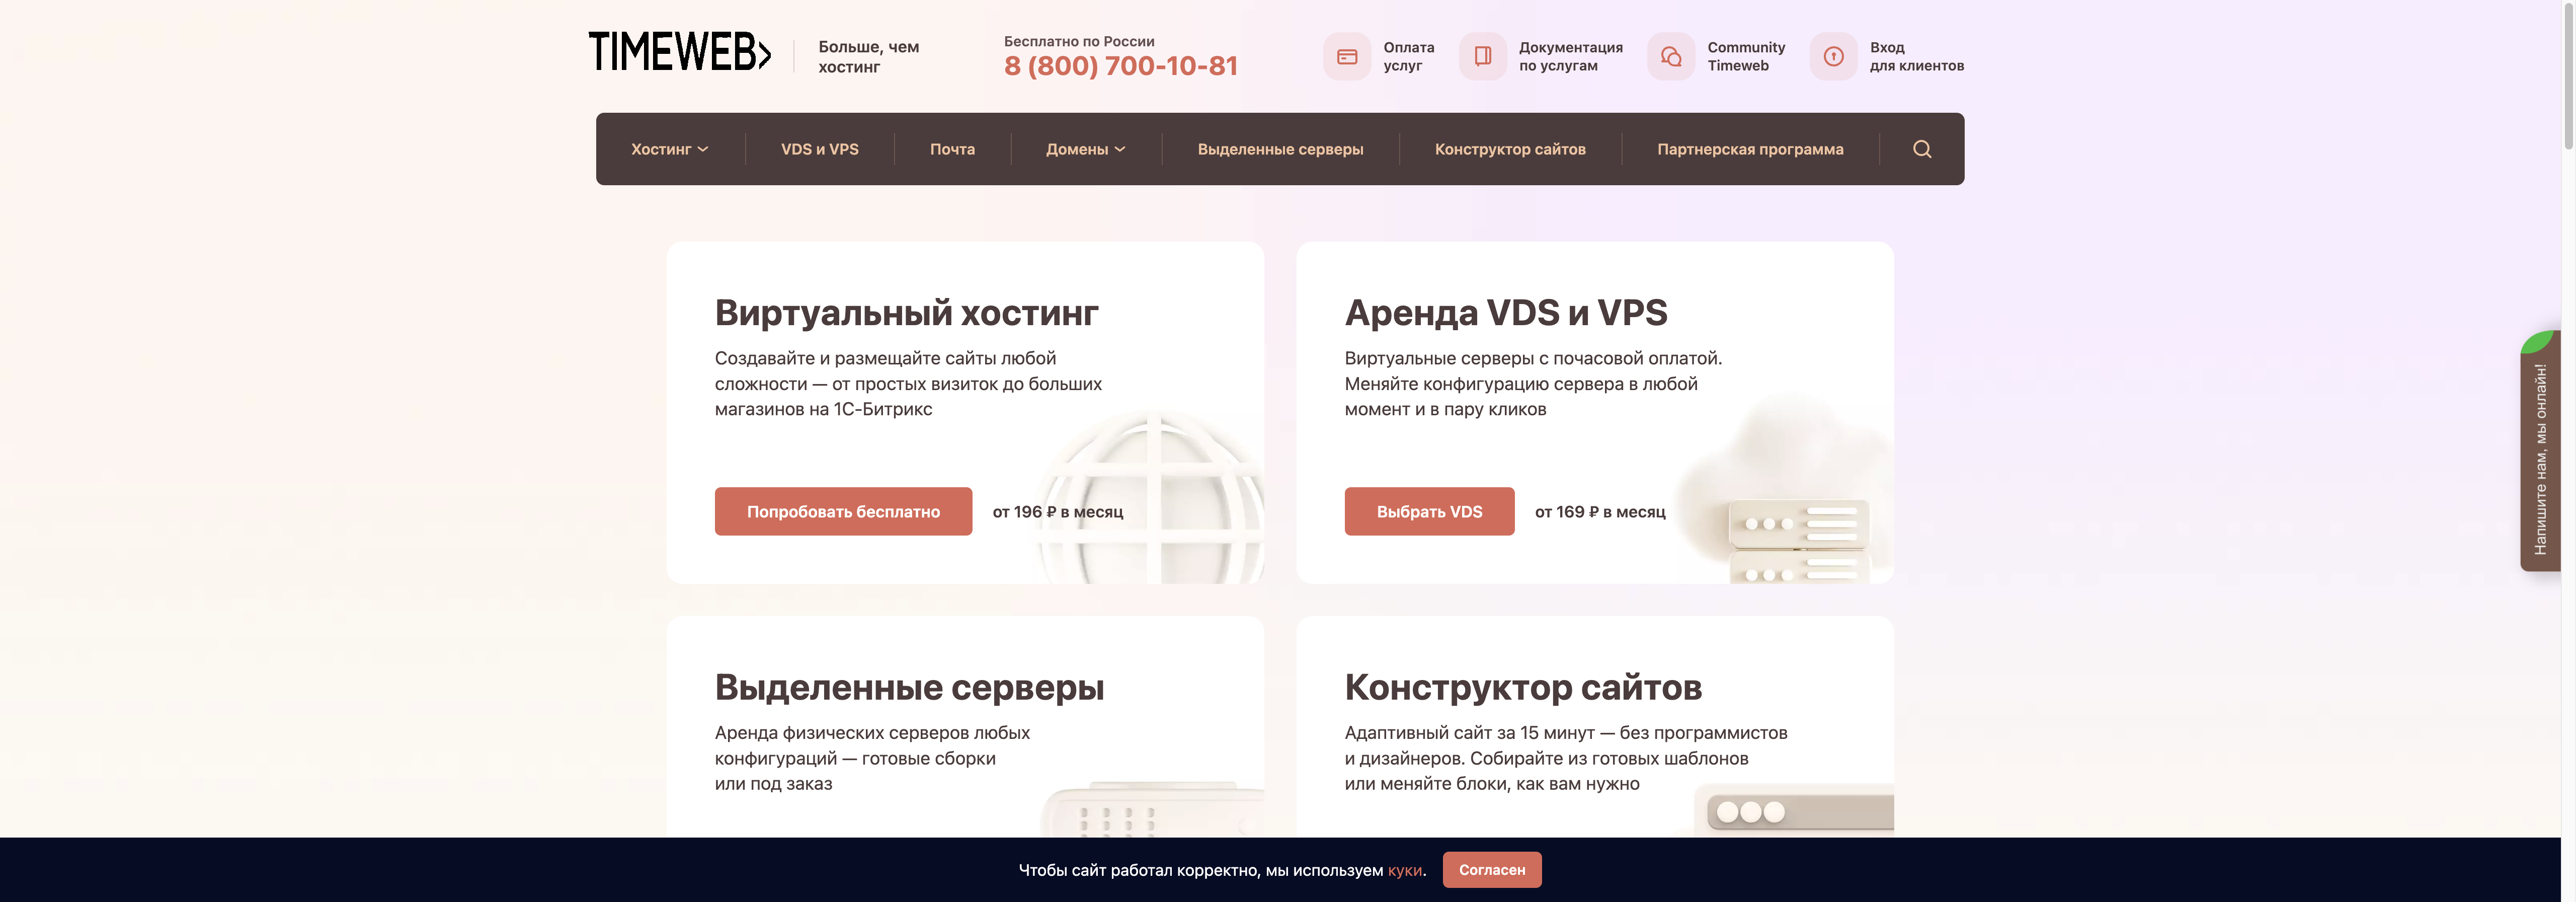 TIMEWEB>
Больше, чем
хостинг
Бесплатно по России
8 (800) 700-10-81
Оплата
услуг
Документация
по услугам
Community
Timeweb
Вход
для клиентов
Хостинг
VDS и VPS
Почта
Домены
Выделенные серверы
Конструктор сайтов
Партнерская программа
Виртуальный хостинг
Создавайте и размещайте сайты любой
сложности — от простых визиток до больших
магазинов на 1С-Битрикс
Попробовать бесплатно
от 196 ₽ в месяц
Аренда VDS и VPS
Виртуальные серверы с почасовой оплатой.
Меняйте конфигурацию сервера в любой
момент и в пару кликов
Выбрать VDS
от 169 ₽ в месяц
Напишите нам, мы онлайн!
Выделенные серверы
Аренда физических серверов любых
конфигураций — готовые сборки
или под заказ
Конструктор сайтов
Адаптивный сайт за 15 минут — без программистов
и дизайнеров. Собирайте из готовых шаблонов
или меняйте блоки, как вам нужно
Чтобы сайт работал корректно, мы используем куки.
Согласен